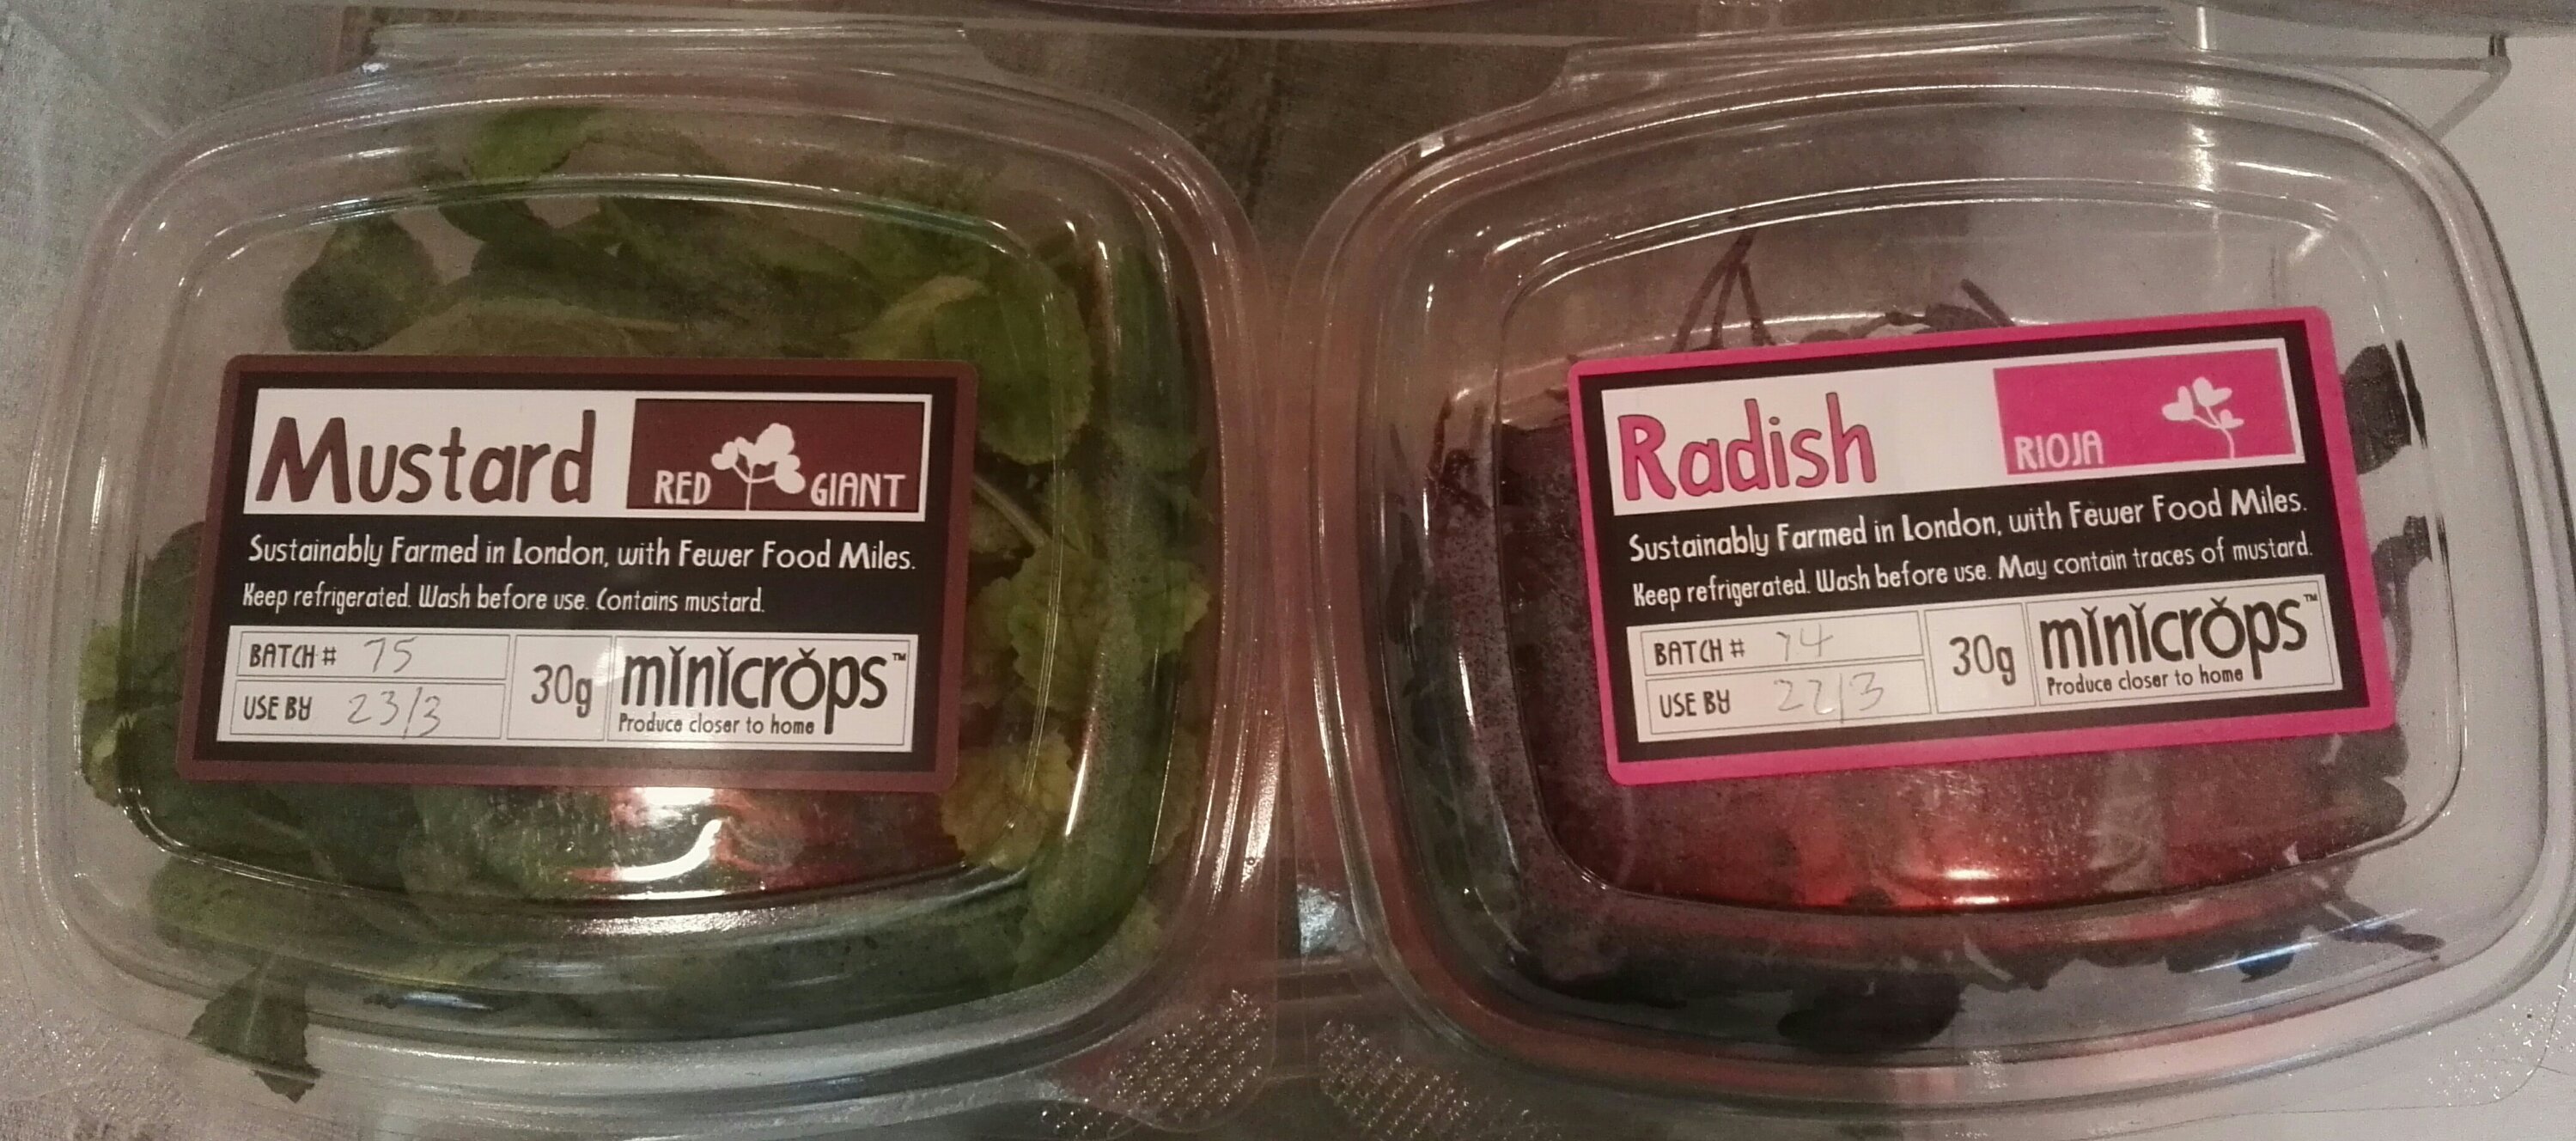 Mustard
RED GIANT
Sustainably Farmed in London, with Fewer Food Miles.
Keep refrigerated. Wash before use. Contains mustard.
BATCH # 75
USE BY 23/3
30g
minicrops™
Produce closer to home
Radish
RIOJA
Sustainably Farmed in London, with Fewer Food Miles.
Keep refrigerated. Wash before use. May contain traces of mustard.
BATCH # 74
USE BY 22/3
30g
minicrops™
Produce closer to home